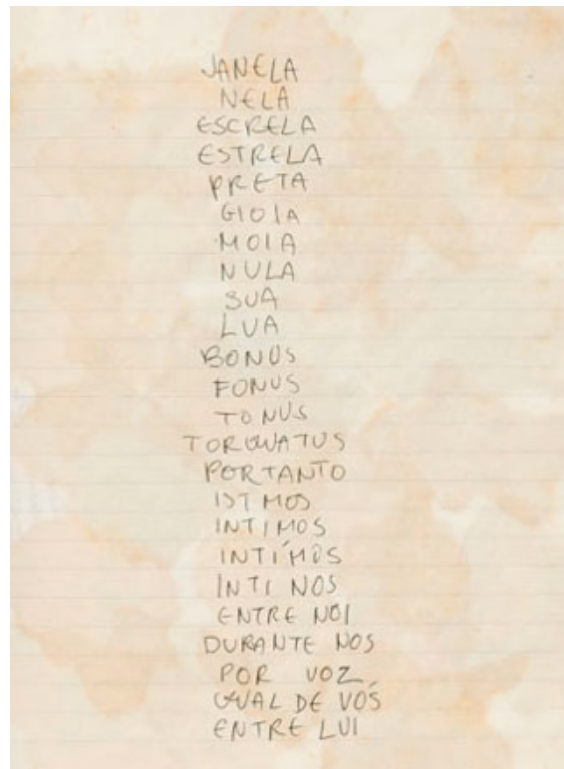 JANELA
NELA
ESCRELA
ESTRELA
PRETA
GIOIA
MOIA
NULA
SUA
LUA
BONUS
FONUS
TONUS
TORQUATUS
PORTANTO
ISTMOS
INTIMOS
INTÍMOS
INTI NOS
ENTRE NOI
DURANTE NOS
POR VOZ
QUAL DE VÓS
ENTRE LUI